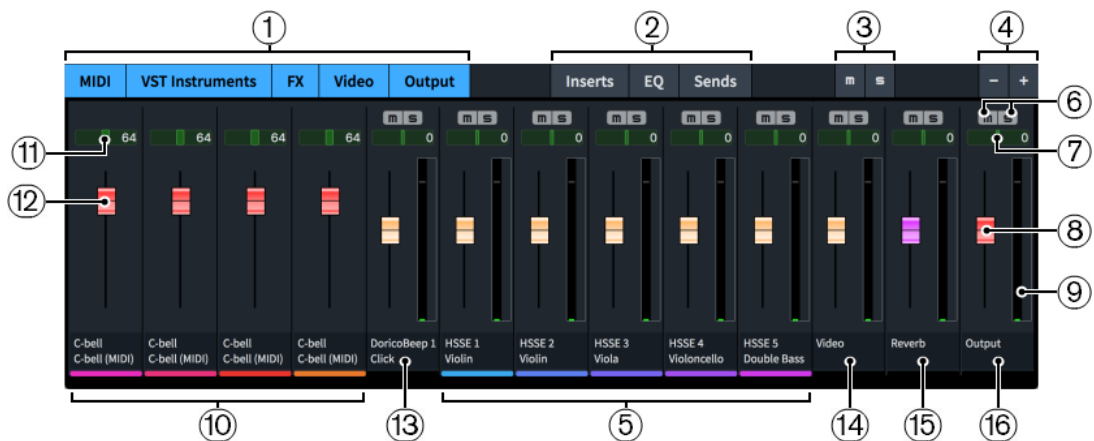 1 2 3 4
MIDI VST Instruments FX Video Output Inserts EQ Sends m s − +
6
m s m s m s m s m s m s m s m s
11 64 64 64 64 0 0 0 0 0 0 0 0 7
12
8
9
C-bell C-bell C-bell C-bell DoricoBeep 1 HSSE 1 HSSE 2 HSSE 3 HSSE 4 HSSE 5 Video Reverb Output
C-bell (MIDI) C-bell (MIDI) C-bell (MIDI) C-bell (MIDI) Click Violin Violin Viola Violoncello Double Bass
10 13 5 14 15 16